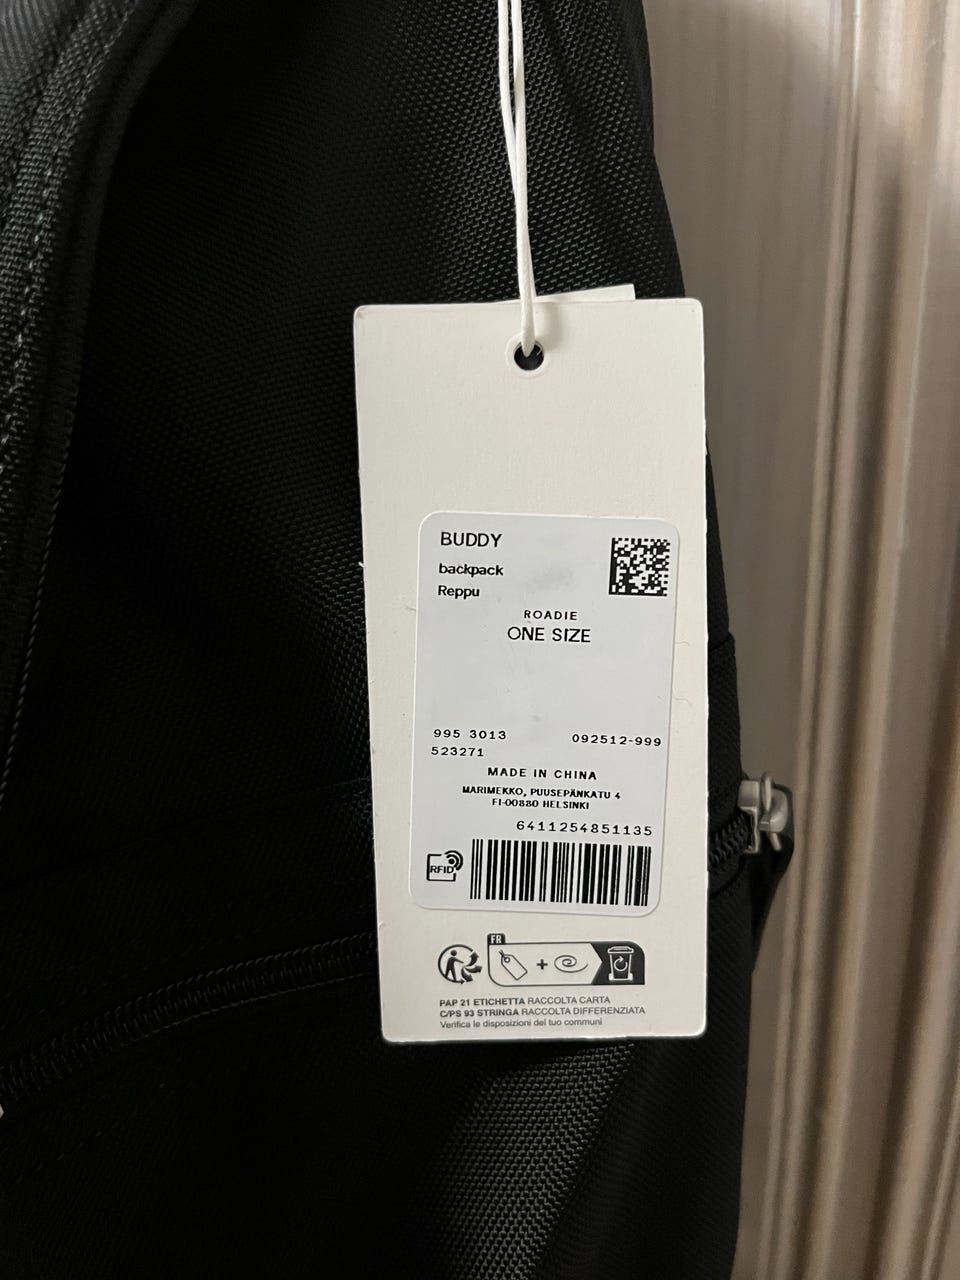 BUDDY
backpack
Reppu
ROADIE
ONE SIZE
995 3013 092512-999
523271
MADE IN CHINA
MARIMEKKO, PUUSEPÄNKATU 4
FI-00880 HELSINKI
6411254851135
RFID
FR
+
PAP 21 ETICHETTA RACCOLTA CARTA
C/PS 93 STRINGA RACCOLTA DIFFERENZIATA
Verifica le disposizioni del tuo communi